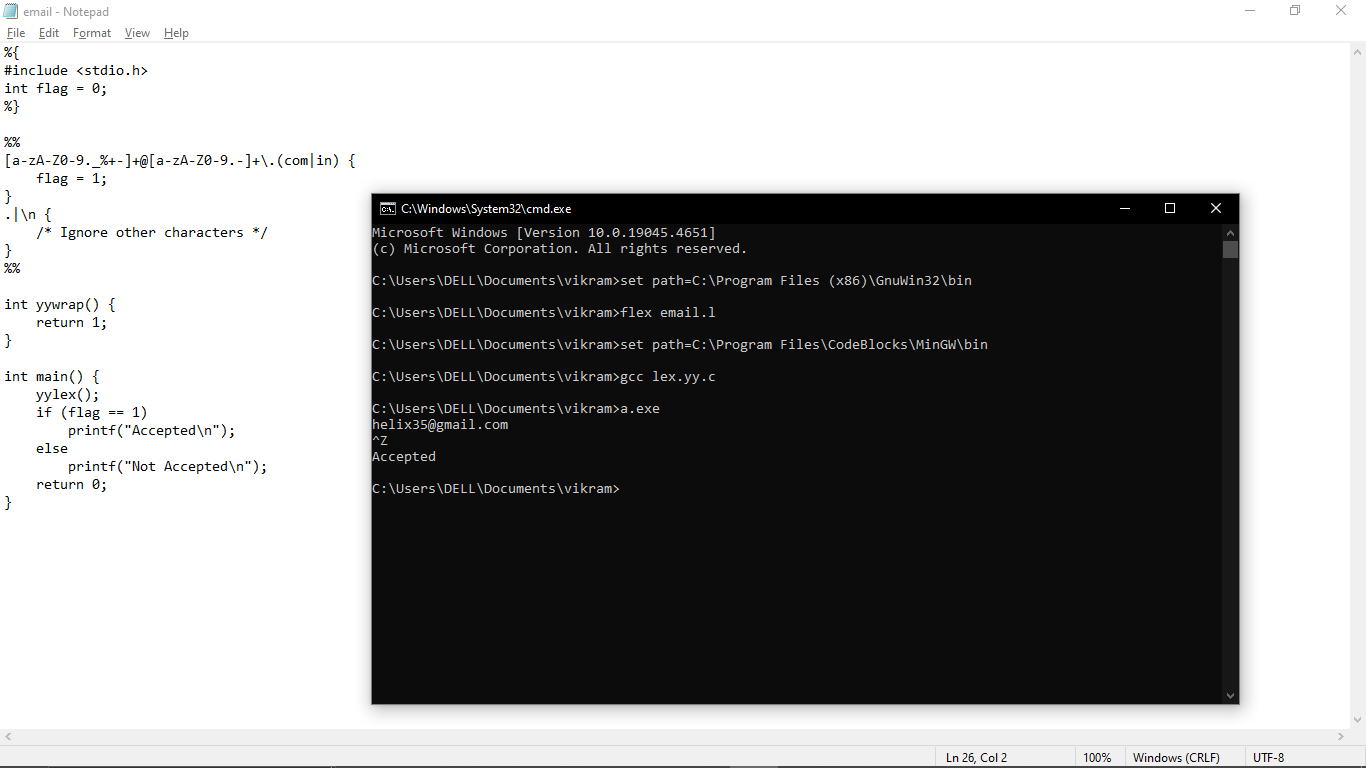 email - Notepad
File Edit Format View Help
%{
#include <stdio.h>
int flag = 0;
%}
%%
[a-zA-Z0-9._%+-]+@[a-zA-Z0-9.-]+\.(com|in) {
    flag = 1;
}
.|\n {
    /* Ignore other characters */
}
%%
int yywrap() {
    return 1;
}
int main() {
    yylex();
    if (flag == 1)
        printf("Accepted\n");
    else
        printf("Not Accepted\n");
    return 0;
}
C:\Windows\System32\cmd.exe
Microsoft Windows [Version 10.0.19045.4651]
(c) Microsoft Corporation. All rights reserved.
C:\Users\DELL\Documents\vikram>set path=C:\Program Files (x86)\GnuWin32\bin
C:\Users\DELL\Documents\vikram>flex email.l
C:\Users\DELL\Documents\vikram>set path=C:\Program Files\CodeBlocks\MinGW\bin
C:\Users\DELL\Documents\vikram>gcc lex.yy.c
C:\Users\DELL\Documents\vikram>a.exe
helix35@gmail.com
^Z
Accepted
C:\Users\DELL\Documents\vikram>
Ln 26, Col 2 100% Windows (CRLF) UTF-8